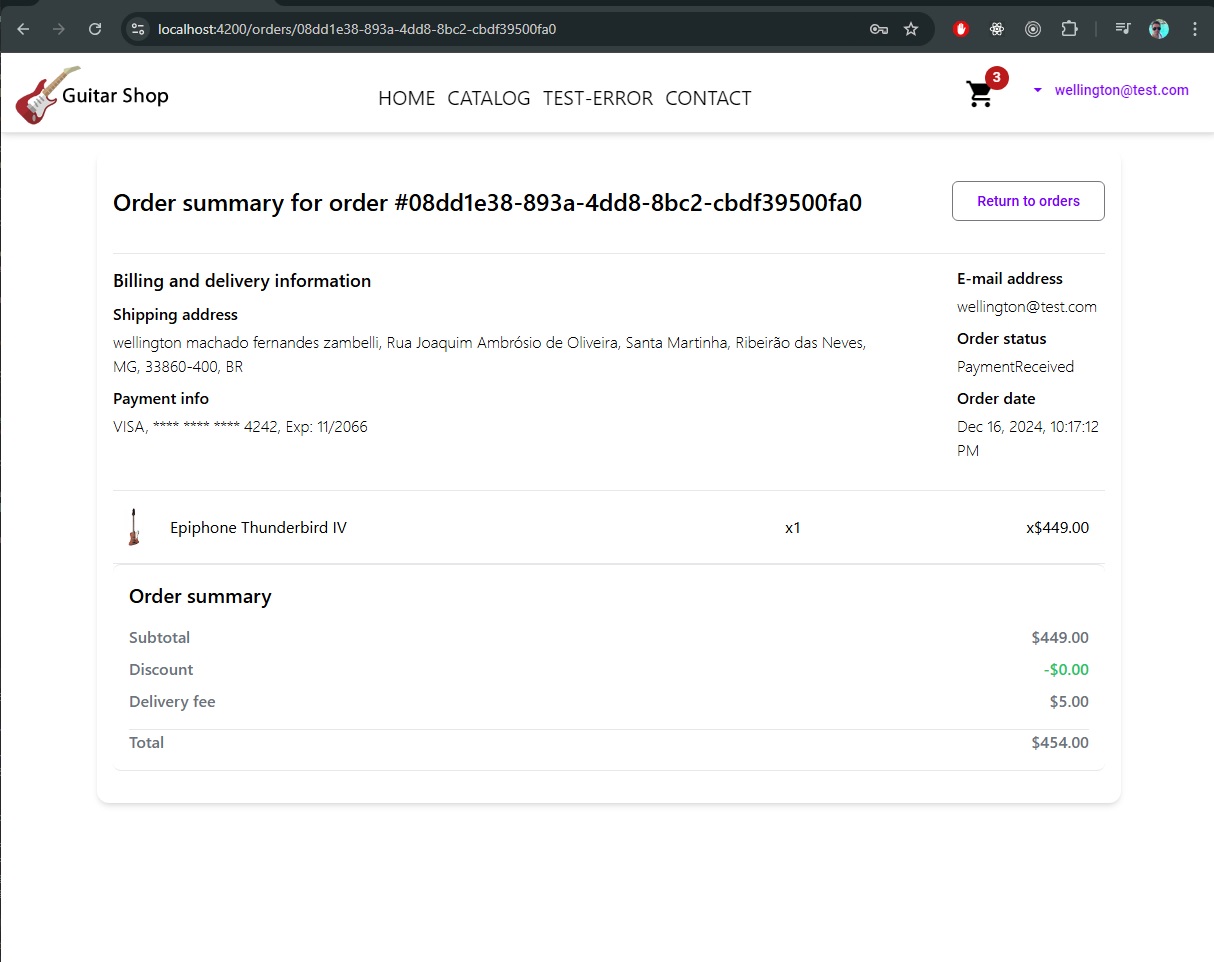 localhost:4200/orders/08dd1e38-893a-4dd8-8bc2-cbdf39500fa0
Guitar Shop
HOME CATALOG TEST-ERROR CONTACT
3
wellington@test.com
Order summary for order #08dd1e38-893a-4dd8-8bc2-cbdf39500fa0
Return to orders
Billing and delivery information
Shipping address
wellington machado fernandes zambelli, Rua Joaquim Ambrósio de Oliveira, Santa Martinha, Ribeirão das Neves,
MG, 33860-400, BR
Payment info
VISA, **** **** **** 4242, Exp: 11/2066
E-mail address
wellington@test.com
Order status
PaymentReceived
Order date
Dec 16, 2024, 10:17:12
PM
Epiphone Thunderbird IV x1 x$449.00
Order summary
Subtotal $449.00
Discount -$0.00
Delivery fee $5.00
Total $454.00